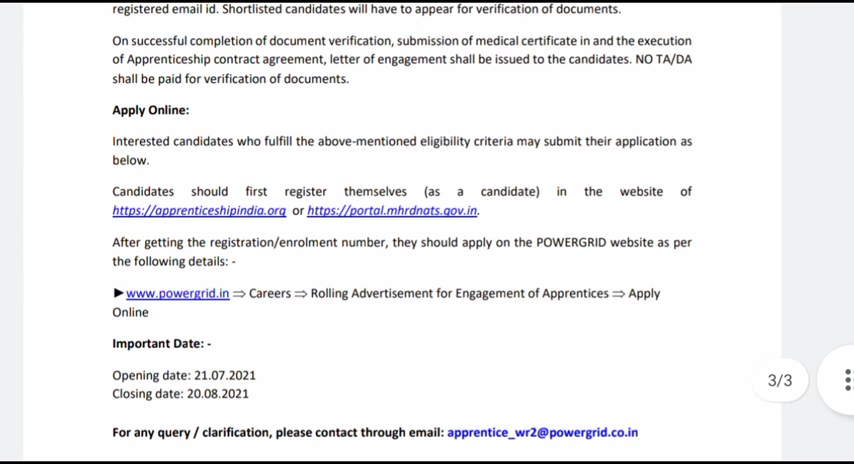 registered email id. Shortlisted candidates will have to appear for verification of documents.
On successful completion of document verification, submission of medical certificate in and the execution
of Apprenticeship contract agreement, letter of engagement shall be issued to the candidates. NO TA/DA
shall be paid for verification of documents.
Apply Online:
Interested candidates who fulfill the above-mentioned eligibility criteria may submit their application as
below.
Candidates should first register themselves (as a candidate) in the website of
https://apprenticeshipindia.org or https://portal.mhrdnats.gov.in.
After getting the registration/enrolment number, they should apply on the POWERGRID website as per
the following details: -
►www.powergrid.in ⇒ Careers ⇒ Rolling Advertisement for Engagement of Apprentices ⇒ Apply
Online
Important Date: -
Opening date: 21.07.2021
3/3
Closing date: 20.08.2021
For any query / clarification, please contact through email: apprentice_wr2@powergrid.co.in